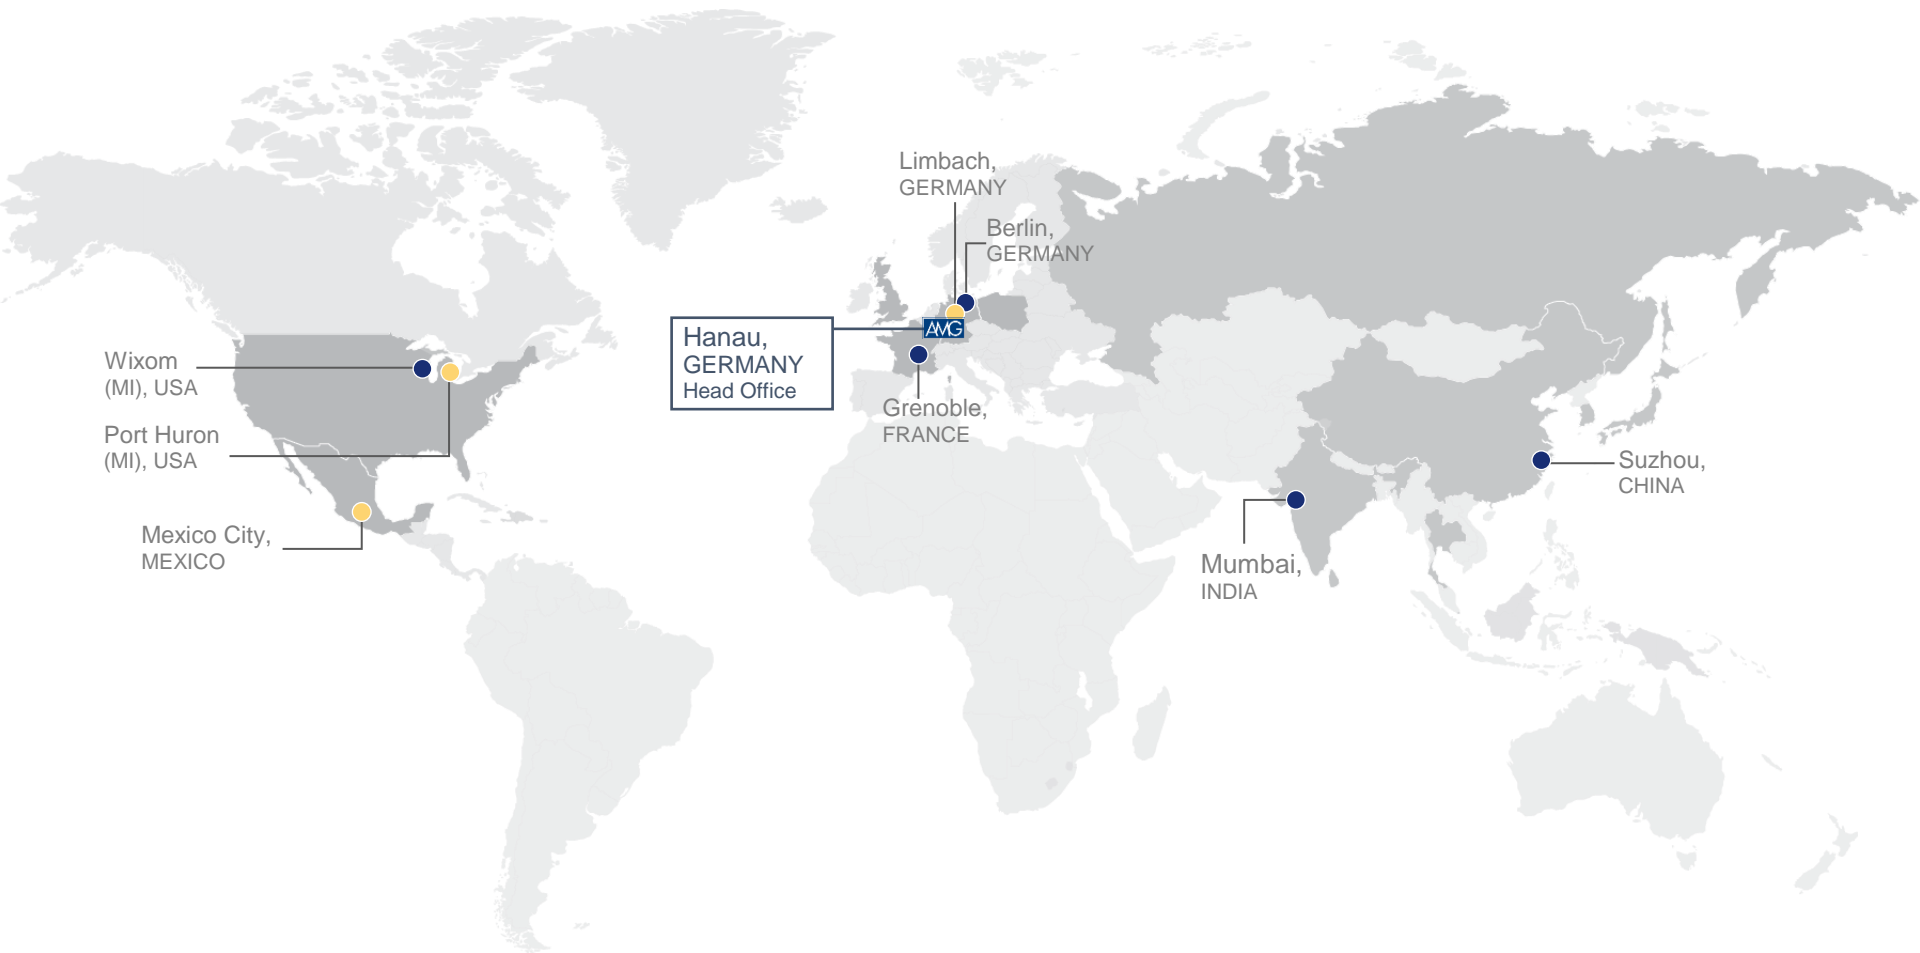 Limbach,
GERMANY
Berlin,
GERMANY
AMG
Hanau,
GERMANY
Head Office
Wixom
(MI), USA
Grenoble,
FRANCE
Port Huron
(MI), USA
Suzhou,
CHINA
Mexico City,
MEXICO
Mumbai,
INDIA